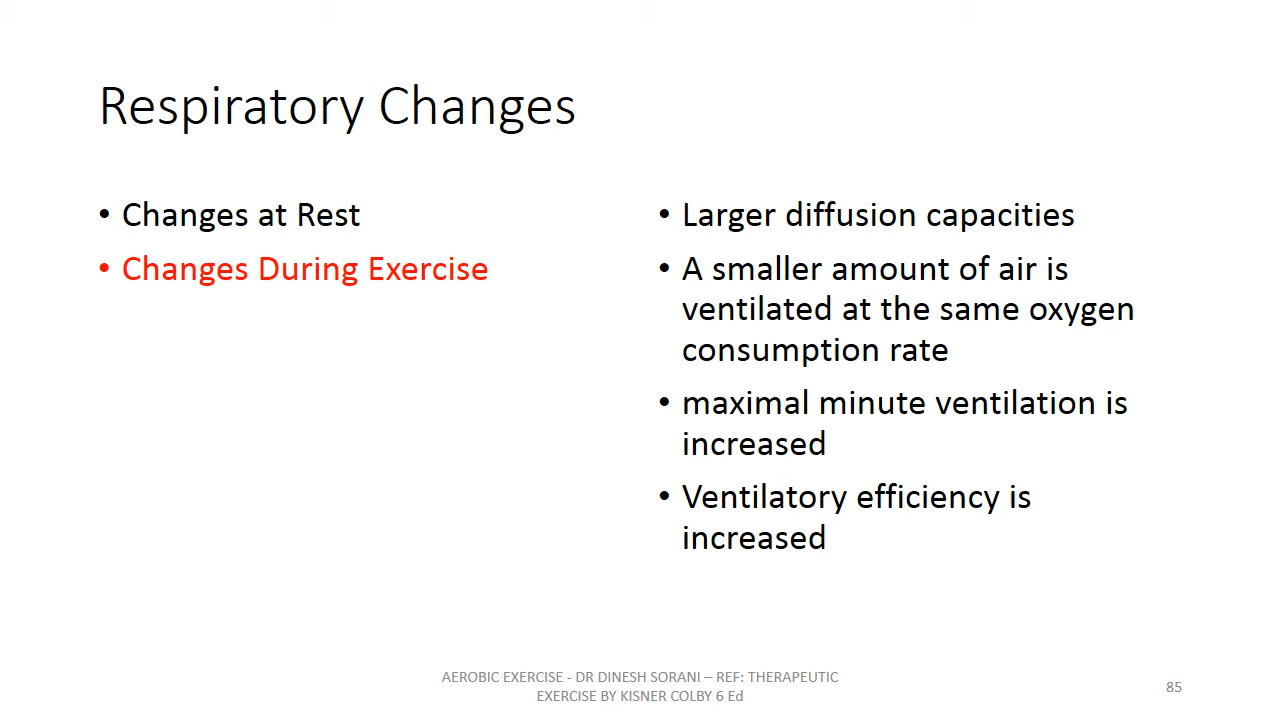 Respiratory Changes
• Changes at Rest
• Changes During Exercise
• Larger diffusion capacities
• A smaller amount of air is
ventilated at the same oxygen
consumption rate
• maximal minute ventilation is
increased
• Ventilatory efficiency is
increased
AEROBIC EXERCISE - DR DINESH SORANI – REF: THERAPEUTIC
EXERCISE BY KISNER COLBY 6 Ed
85